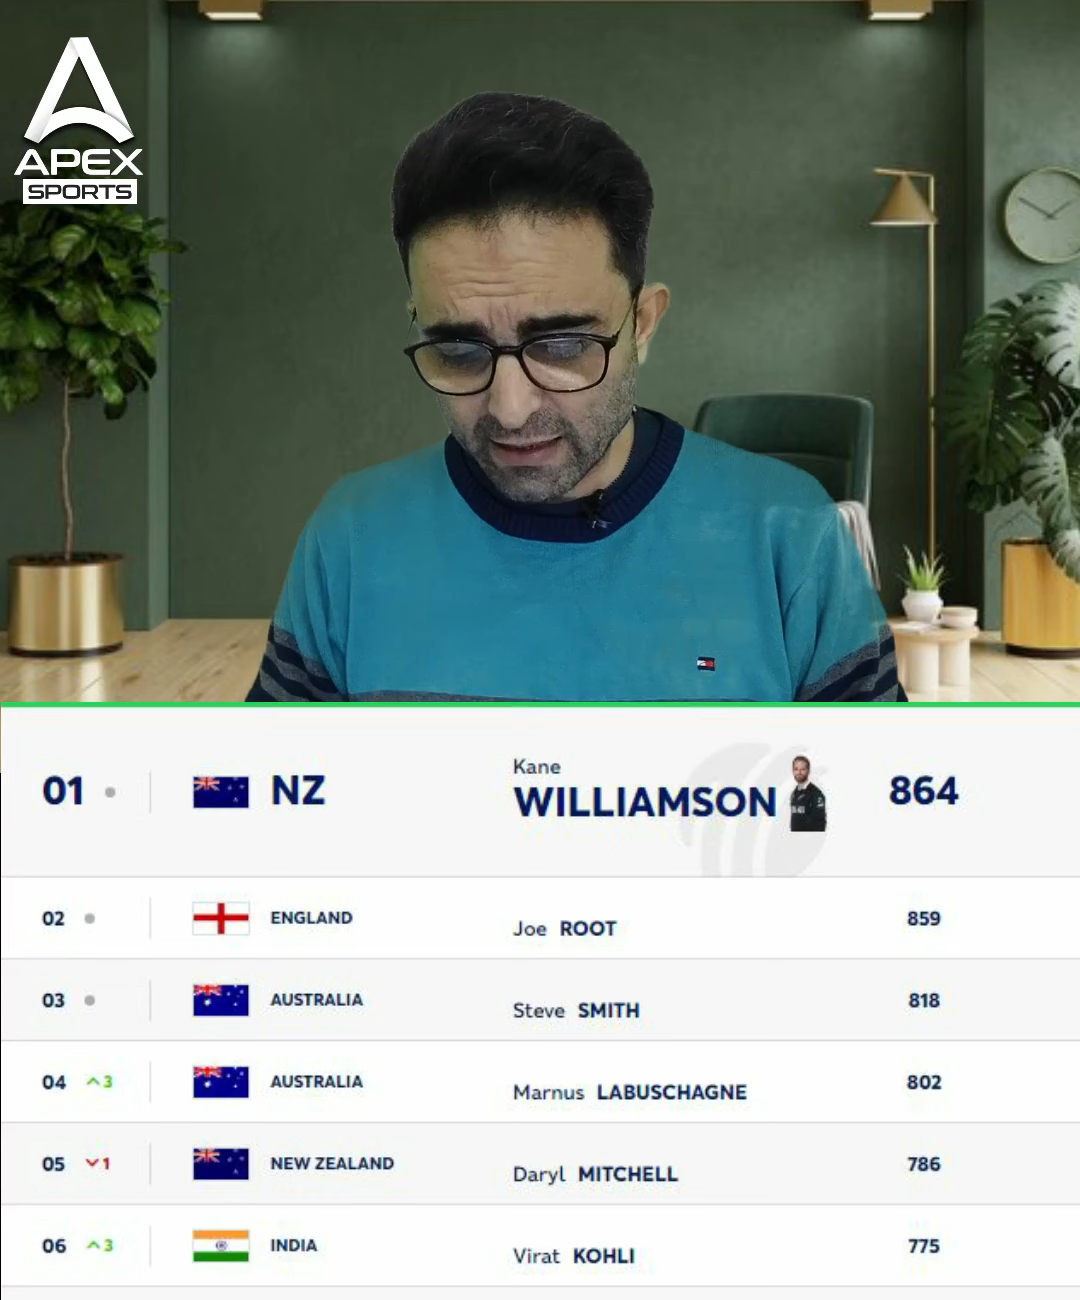 APEX
SPORTS
01 NZ Kane WILLIAMSON 864
02 ENGLAND Joe ROOT 859
03 AUSTRALIA Steve SMITH 818
04 3 AUSTRALIA Marnus LABUSCHAGNE 802
05 1 NEW ZEALAND Daryl MITCHELL 786
06 3 INDIA Virat KOHLI 775